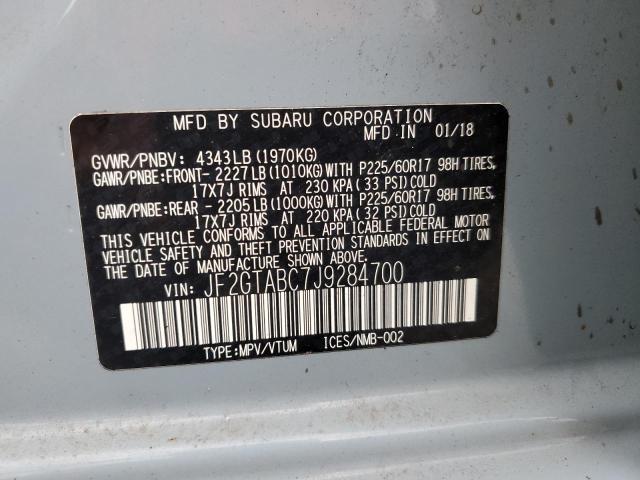 MFD BY SUBARU CORPORATION
MFD IN 01/18
GVWR/PNBV: 4343LB(1970KG)
GAWR/PNBE:FRONT- 2227LB(1010KG)WITH P225/60R17 98H TIRES,
17X7J RIMS AT 230 KPA(33 PSI)COLD
GAWR/PNBE:REAR - 2205LB(1000KG)WITH P225/60R17 98H TIRES,
17X7J RIMS AT 220 KPA(32 PSI)COLD
THIS VEHICLE CONFORMS TO ALL APPLICABLE FEDERAL MOTOR
VEHICLE SAFETY AND THEFT PREVENTION STANDARDS IN EFFECT ON
THE DATE OF MANUFACTURE SHOWN ABOVE.
VIN: JF2GTABC7J9284700
TYPE:MPV/VTUM ICES/NMB-002